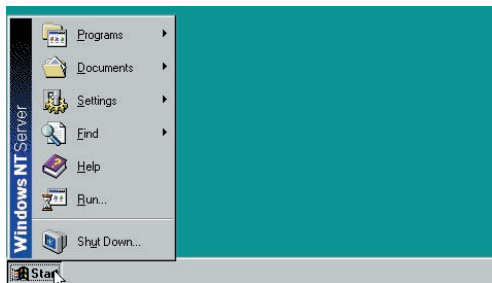 Programs
Documents
Settings
Find
Help
Run...
Shut Down...
Windows NT Server
Start